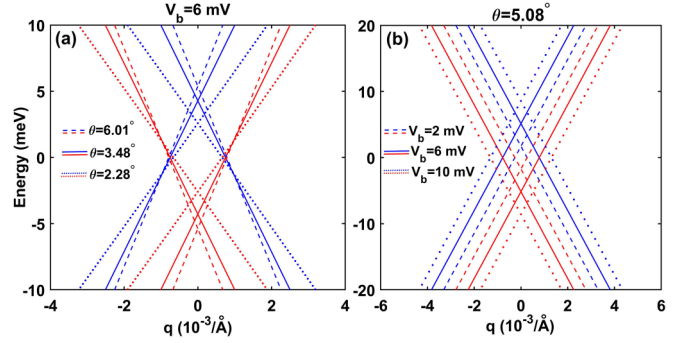 V_b=6 mV
(a)
Energy (meV)
10
5
0
-5
-10
θ=6.01°
θ=3.48°
θ=2.28°
-4 -2 0 2 4
q (10^-3/Å)
θ=5.08°
(b)
20
10
0
-10
-20
V_b=2 mV
V_b=6 mV
V_b=10 mV
-6 -4 -2 0 2 4 6
q (10^-3/Å)